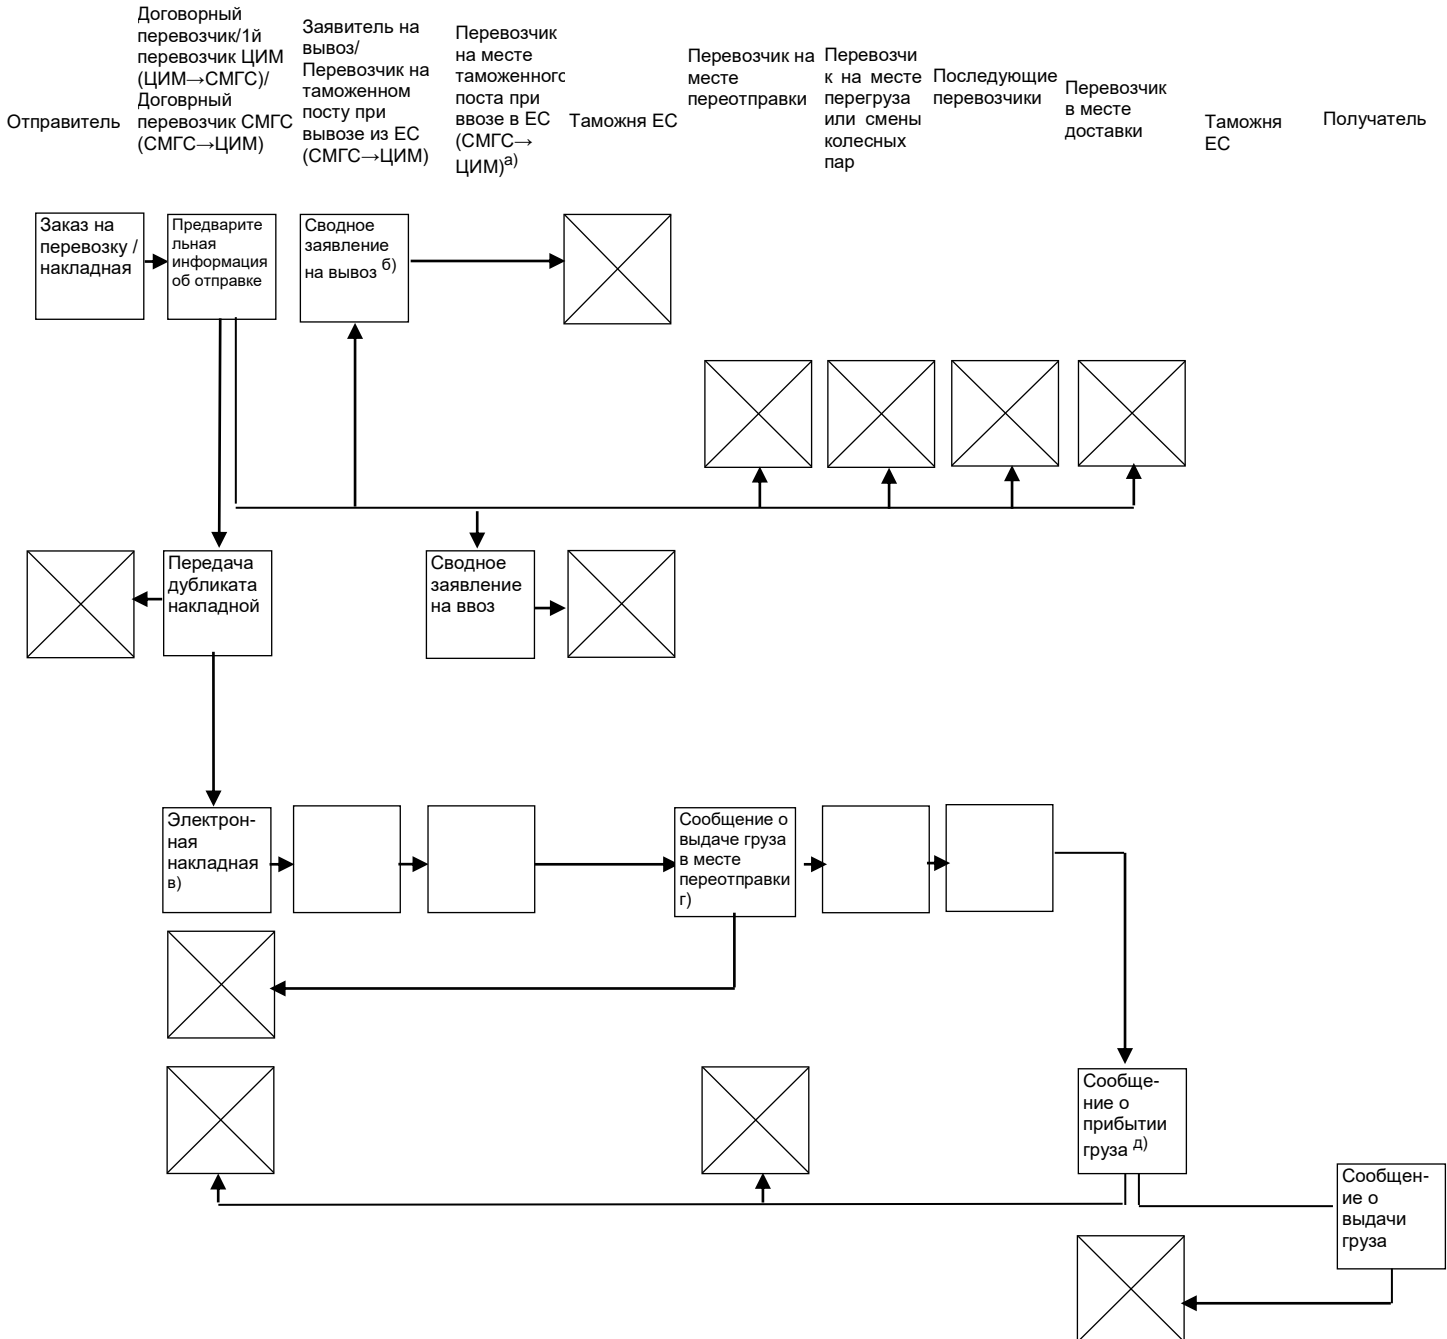 Отправитель
Договорный
перевозчик/1й
перевозчик ЦИМ
(ЦИМ→СМГС)/
Договрный
перевозчик СМГС
(СМГС→ЦИМ)
Заявитель на
вывоз/
Перевозчик на
таможенном
посту при
вывозе из ЕС
(СМГС→ЦИМ)
Перевозчик
на месте
таможенного
поста при
ввозе в ЕС
(СМГС→
ЦИМ)а)
Таможня ЕС
Перевозчик на
месте
переотправки
Перевозчи
к на месте
перегруза
или смены
колесных
пар
Последующие
перевозчики
Перевозчик
в месте
доставки
Таможня
ЕС
Получатель
Заказ на
перевозку /
накладная
Предварите
льная
информация
об отправке
Сводное
заявление
на вывоз б)
Передача
дубликата
накладной
Сводное
заявление
на ввоз
Электрон-
ная
накладная
в)
Сообщение о
выдаче груза
в месте
переотправки
г)
Сообще-
ние о
прибытии
груза д)
Сообщен-
ие о
выдачи
груза